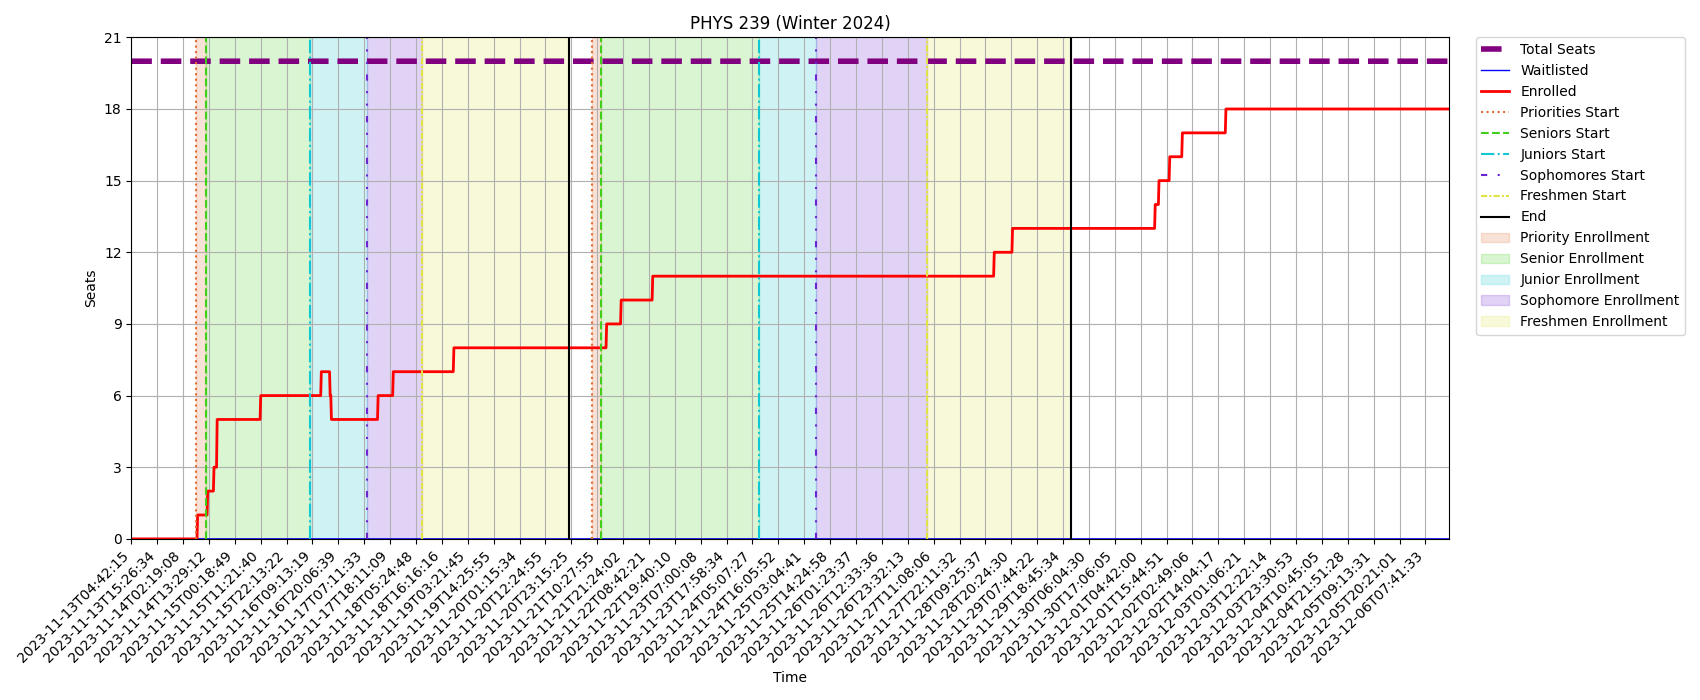 PHYS 239 (Winter 2024)
21
18
15
12
9
6
3
0
Seats
2023-11-13T04:42:15
2023-11-13T15:26:34
2023-11-14T02:19:08
2023-11-14T13:29:12
2023-11-15T00:18:49
2023-11-15T11:21:40
2023-11-15T22:13:22
2023-11-16T09:13:19
2023-11-16T20:06:39
2023-11-17T07:11:33
2023-11-17T18:11:09
2023-11-18T05:24:48
2023-11-18T16:16:19
2023-11-19T03:21:45
2023-11-19T14:25:55
2023-11-20T01:15:34
2023-11-20T12:24:55
2023-11-20T23:15:25
2023-11-21T10:27:55
2023-11-21T21:24:02
2023-11-22T08:42:21
2023-11-22T19:40:10
2023-11-23T07:00:08
2023-11-23T17:58:34
2023-11-24T05:07:27
2023-11-24T16:05:52
2023-11-25T03:04:41
2023-11-25T14:24:58
2023-11-26T01:23:37
2023-11-26T12:33:36
2023-11-26T23:32:13
2023-11-27T11:08:06
2023-11-27T22:11:32
2023-11-28T09:25:37
2023-11-28T20:24:30
2023-11-29T07:44:22
2023-11-29T18:45:34
2023-11-30T06:04:30
2023-11-30T17:06:05
2023-12-01T04:42:00
2023-12-01T15:44:51
2023-12-02T02:49:06
2023-12-02T14:04:17
2023-12-03T01:06:21
2023-12-03T12:22:14
2023-12-03T23:30:53
2023-12-04T10:45:05
2023-12-04T21:51:28
2023-12-05T09:13:31
2023-12-05T20:21:01
2023-12-06T07:41:33
Time
Total Seats
Waitlisted
Enrolled
Priorities Start
Seniors Start
Juniors Start
Sophomores Start
Freshmen Start
End
Priority Enrollment
Senior Enrollment
Junior Enrollment
Sophomore Enrollment
Freshmen Enrollment